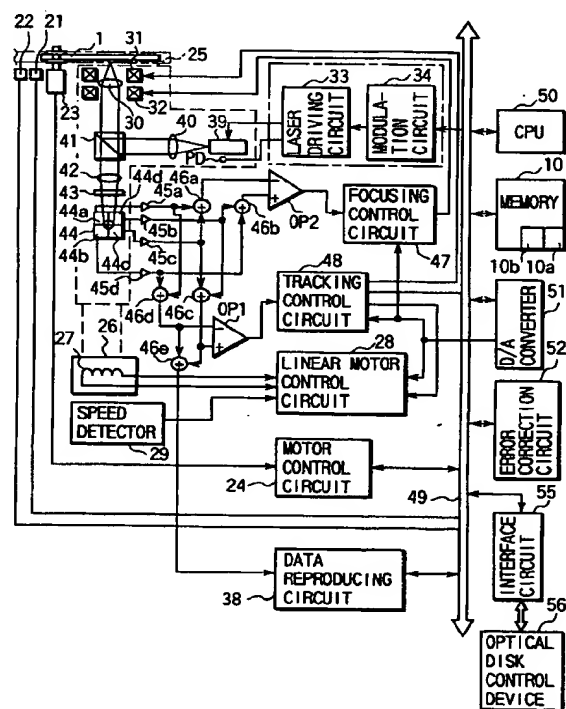 22 21 1 25 31
33 34
LASER
DRIVING
CIRCUIT
MODULA-
TION
CIRCUIT
23 30 32
50
CPU
10
MEMORY
10b 10a
41 40 39
PD
42
43 44d 46a
45a
44a
44 45b
44b 44c 45c
45d
OP2
46b
FOCUSING
CONTROL
CIRCUIT
47
48
TRACKING
CONTROL
CIRCUIT
46d 46c OP1
51
D/A
CONVERTER
52
ERROR
CORRECTION
CIRCUIT
27 26
46e
28
LINEAR MOTOR
CONTROL
CIRCUIT
SPEED
DETECTOR
29
MOTOR
CONTROL
CIRCUIT
24
49
55
INTERFACE
CIRCUIT
DATA
REPRODUCING
CIRCUIT
38
56
OPTICAL
DISK
CONTROL
DEVICE